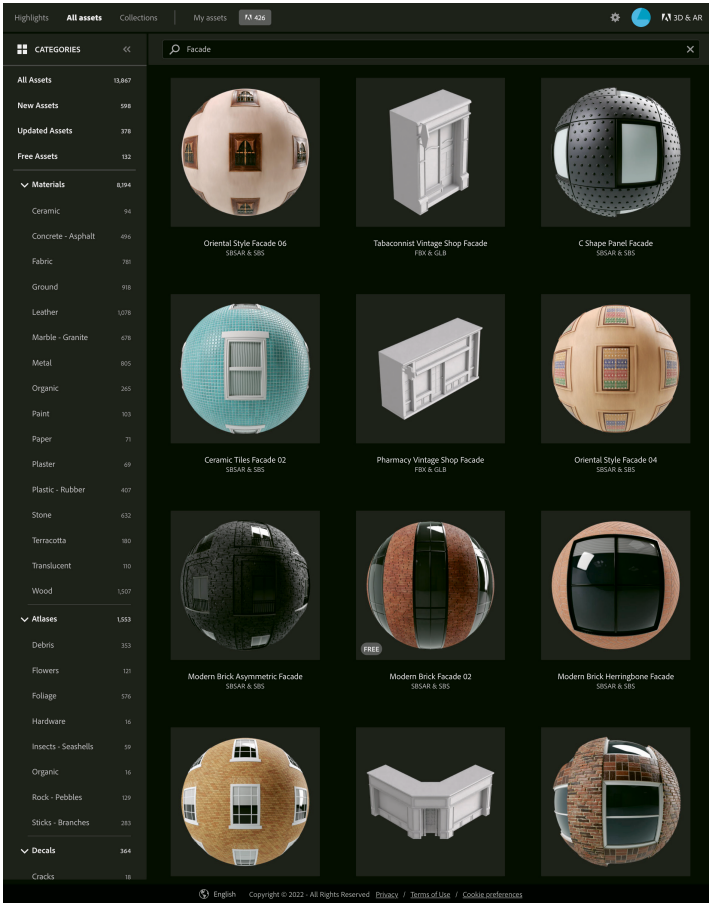 Highlights All assets Collections My assets 426 3D & AR
CATEGORIES
Facade
All Assets 13,867
New Assets 598
Updated Assets 378
Free Assets 132
Materials 8,194
Ceramic 94
Concrete - Asphalt 496
Fabric 781
Ground 918
Leather 1,078
Marble - Granite 678
Metal 805
Organic 265
Paint 103
Paper 71
Plaster 69
Plastic - Rubber 407
Stone 632
Terracotta 180
Translucent 110
Wood 1,507
Atlases 1,553
Debris 353
Flowers 121
Foliage 576
Hardware 16
Insects - Seashells 59
Organic 16
Rock - Pebbles 129
Sticks - Branches 283
Decals 364
Cracks 18
Oriental Style Facade 06
SBSAR & SBS
Tabaconnist Vintage Shop Facade
FBX & GLB
C Shape Panel Facade
SBSAR & SBS
Ceramic Tiles Facade 02
SBSAR & SBS
Pharmacy Vintage Shop Facade
FBX & GLB
Oriental Style Facade 04
SBSAR & SBS
Modern Brick Asymmetric Facade
SBSAR & SBS
FREE
Modern Brick Facade 02
SBSAR & SBS
Modern Brick Herringbone Facade
SBSAR & SBS
English Copyright © 2022 - All Rights Reserved Privacy / Terms of Use / Cookie preferences